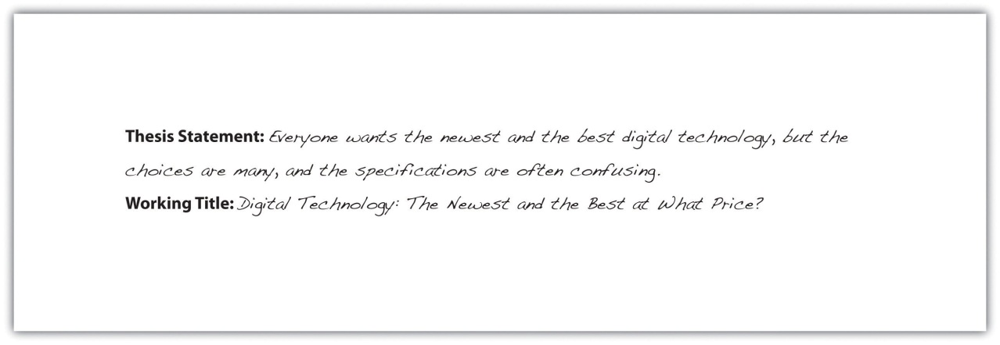 Thesis Statement: Everyone wants the newest and the best digital technology, but the
choices are many, and the specifications are often confusing.
Working Title: Digital Technology: The Newest and the Best at What Price?